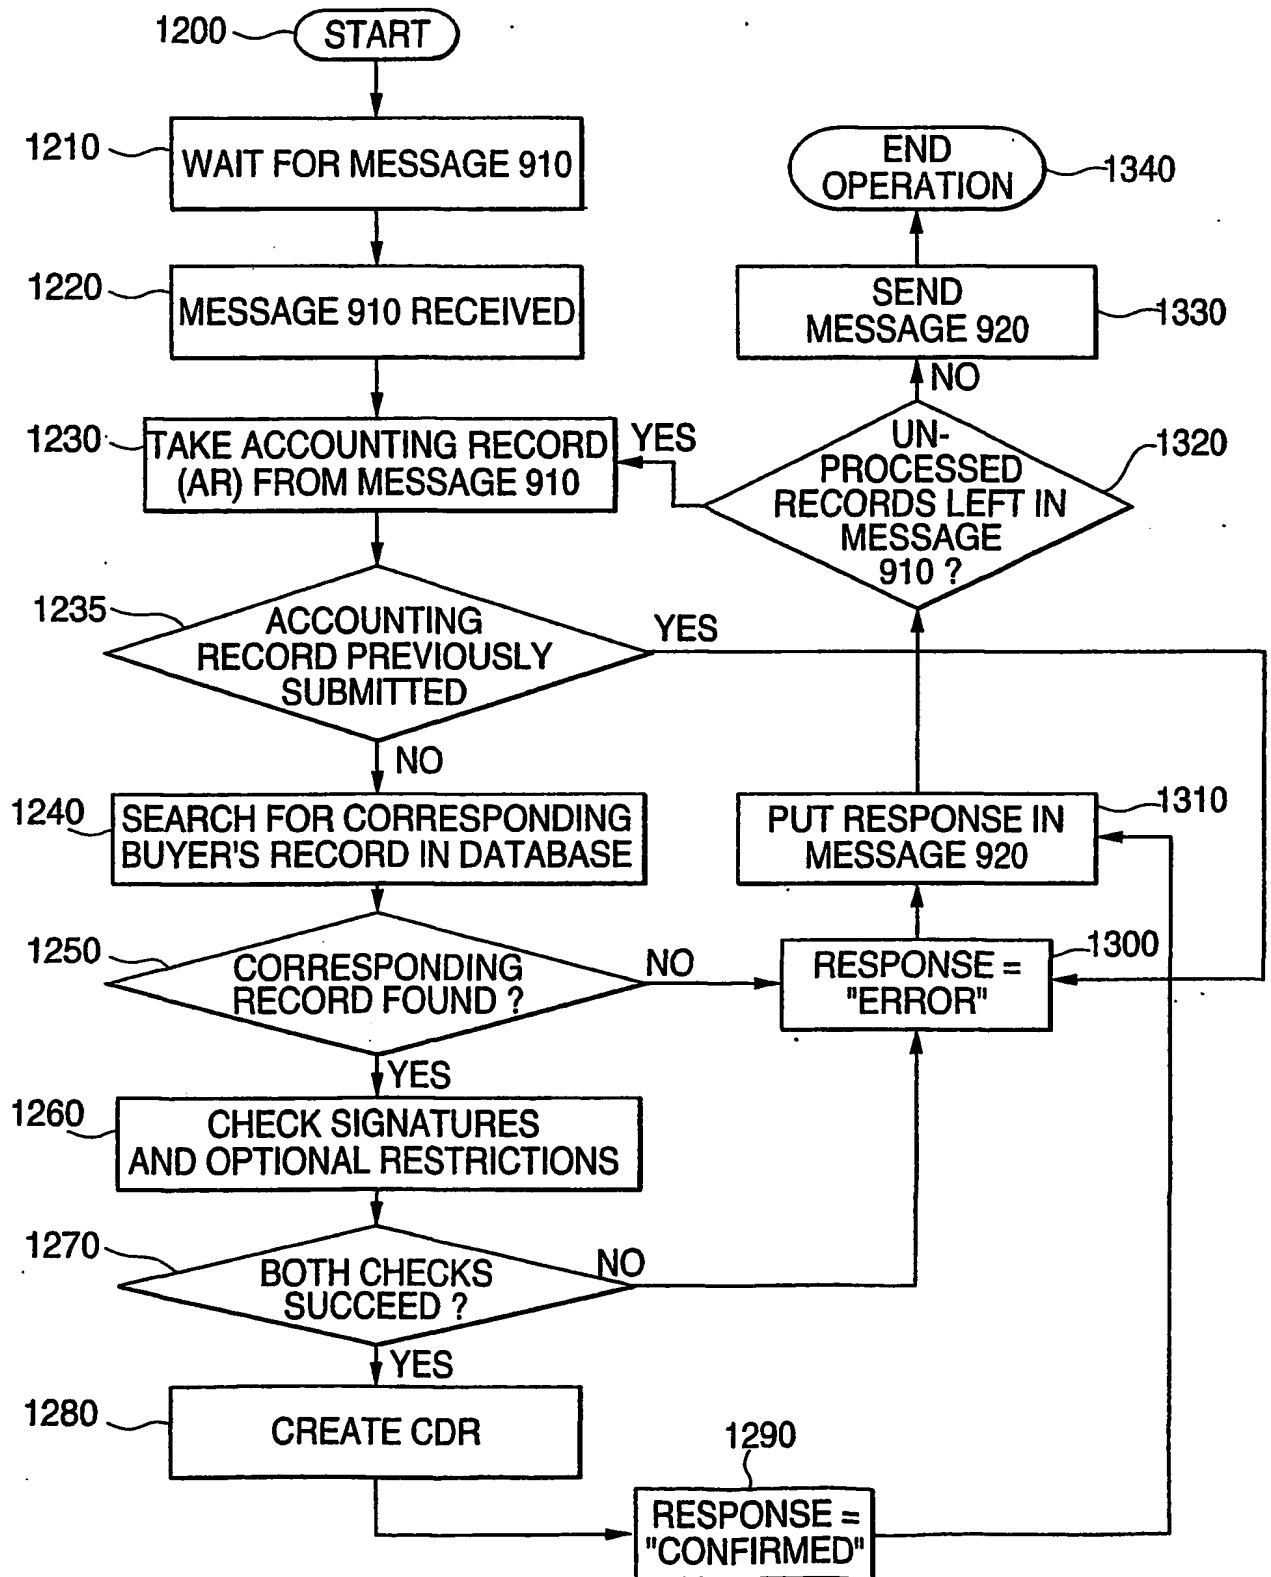 1200
START
1210
WAIT FOR MESSAGE 910
1220
MESSAGE 910 RECEIVED
1230
TAKE ACCOUNTING RECORD
(AR) FROM MESSAGE 910
1235
ACCOUNTING
RECORD PREVIOUSLY
SUBMITTED
YES
NO
1240
SEARCH FOR CORRESPONDING
BUYER'S RECORD IN DATABASE
1250
CORRESPONDING
RECORD FOUND ?
NO
YES
1260
CHECK SIGNATURES
AND OPTIONAL RESTRICTIONS
1270
BOTH CHECKS
SUCCEED ?
NO
YES
1280
CREATE CDR
1290
RESPONSE =
"CONFIRMED"
1300
RESPONSE =
"ERROR"
1310
PUT RESPONSE IN
MESSAGE 920
1320
UN-
PROCESSED
RECORDS LEFT IN
MESSAGE
910 ?
YES
NO
1330
SEND
MESSAGE 920
END
OPERATION
1340